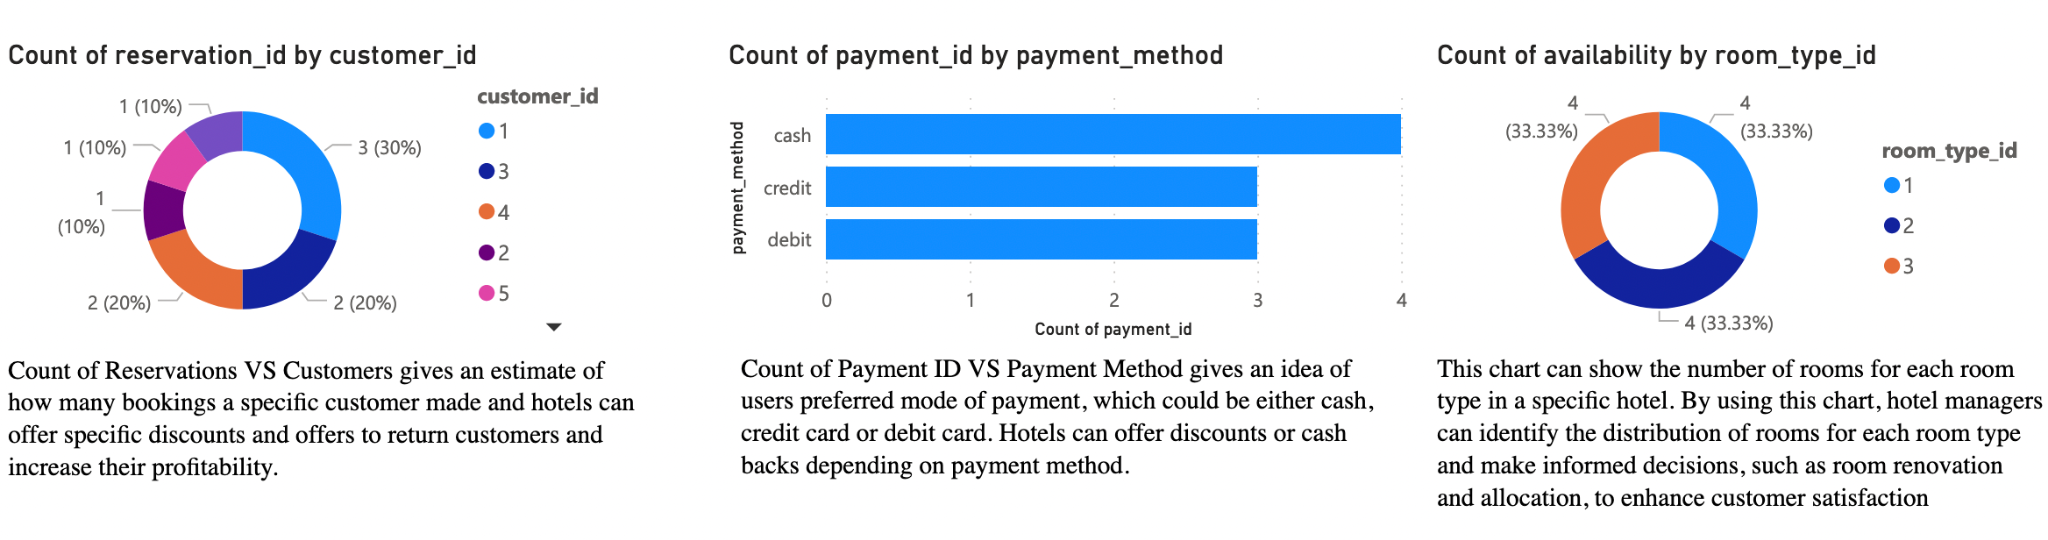 Count of reservation_id by customer_id
1 (10%)
1 (10%)
1
(10%)
2 (20%)
2 (20%)
3 (30%)
customer_id
1
3
4
2
5
Count of Reservations VS Customers gives an estimate of
how many bookings a specific customer made and hotels can
offer specific discounts and offers to return customers and
increase their profitability.
Count of payment_id by payment_method
payment_method
cash
credit
debit
0 1 2 3 4
Count of payment_id
Count of Payment ID VS Payment Method gives an idea of
users preferred mode of payment, which could be either cash,
credit card or debit card. Hotels can offer discounts or cash
backs depending on payment method.
Count of availability by room_type_id
4
(33.33%)
4
(33.33%)
4 (33.33%)
room_type_id
1
2
3
This chart can show the number of rooms for each room
type in a specific hotel. By using this chart, hotel managers
can identify the distribution of rooms for each room type
and make informed decisions, such as room renovation
and allocation, to enhance customer satisfaction